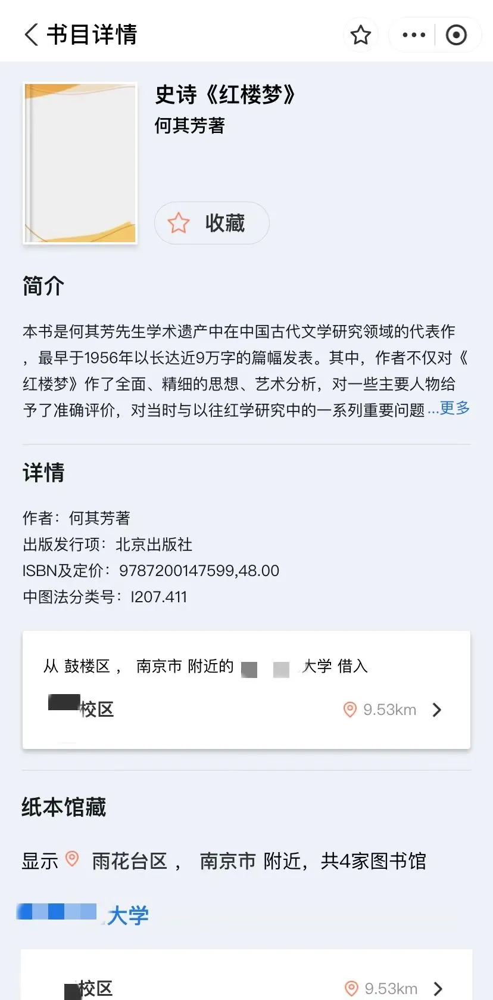 书目详情
史诗《红楼梦》
何其芳著
收藏
简介
本书是何其芳先生学术遗产中在中国古代文学研究领域的代表作
，最早于1956年以长达近9万字的篇幅发表。其中，作者不仅对《
红楼梦》作了全面、精细的思想、艺术分析，对一些主要人物给
予了准确评价，对当时与以往红学研究中的一系列重要问题...更多
详情
作者：何其芳著
出版发行项：北京出版社
ISBN及定价：9787200147599,48.00
中图法分类号：I207.411
从 鼓楼区 ， 南京市 附近的 大学 借入
校区 9.53km
纸本馆藏
显示 雨花台区 ， 南京市 附近，共4家图书馆
大学
校区 9.53km